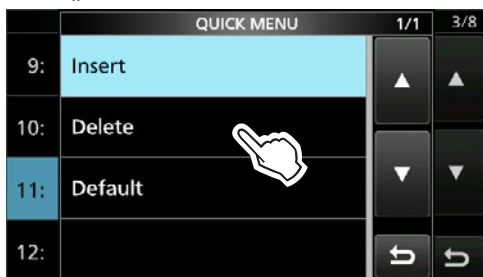 QUICK MENU 1/1 3/8
9: Insert
10: Delete
11: Default
12: